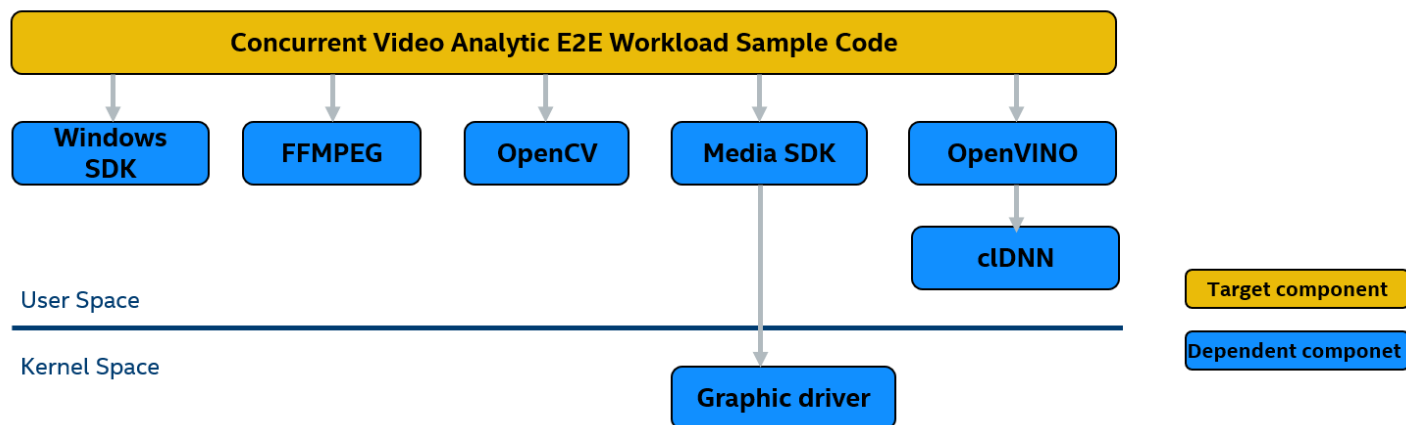 Concurrent Video Analytic E2E Workload Sample Code
Windows
SDK
FFMPEG
OpenCV
Media SDK
OpenVINO
clDNN
User Space
Target component
Dependent componet
Kernel Space
Graphic driver